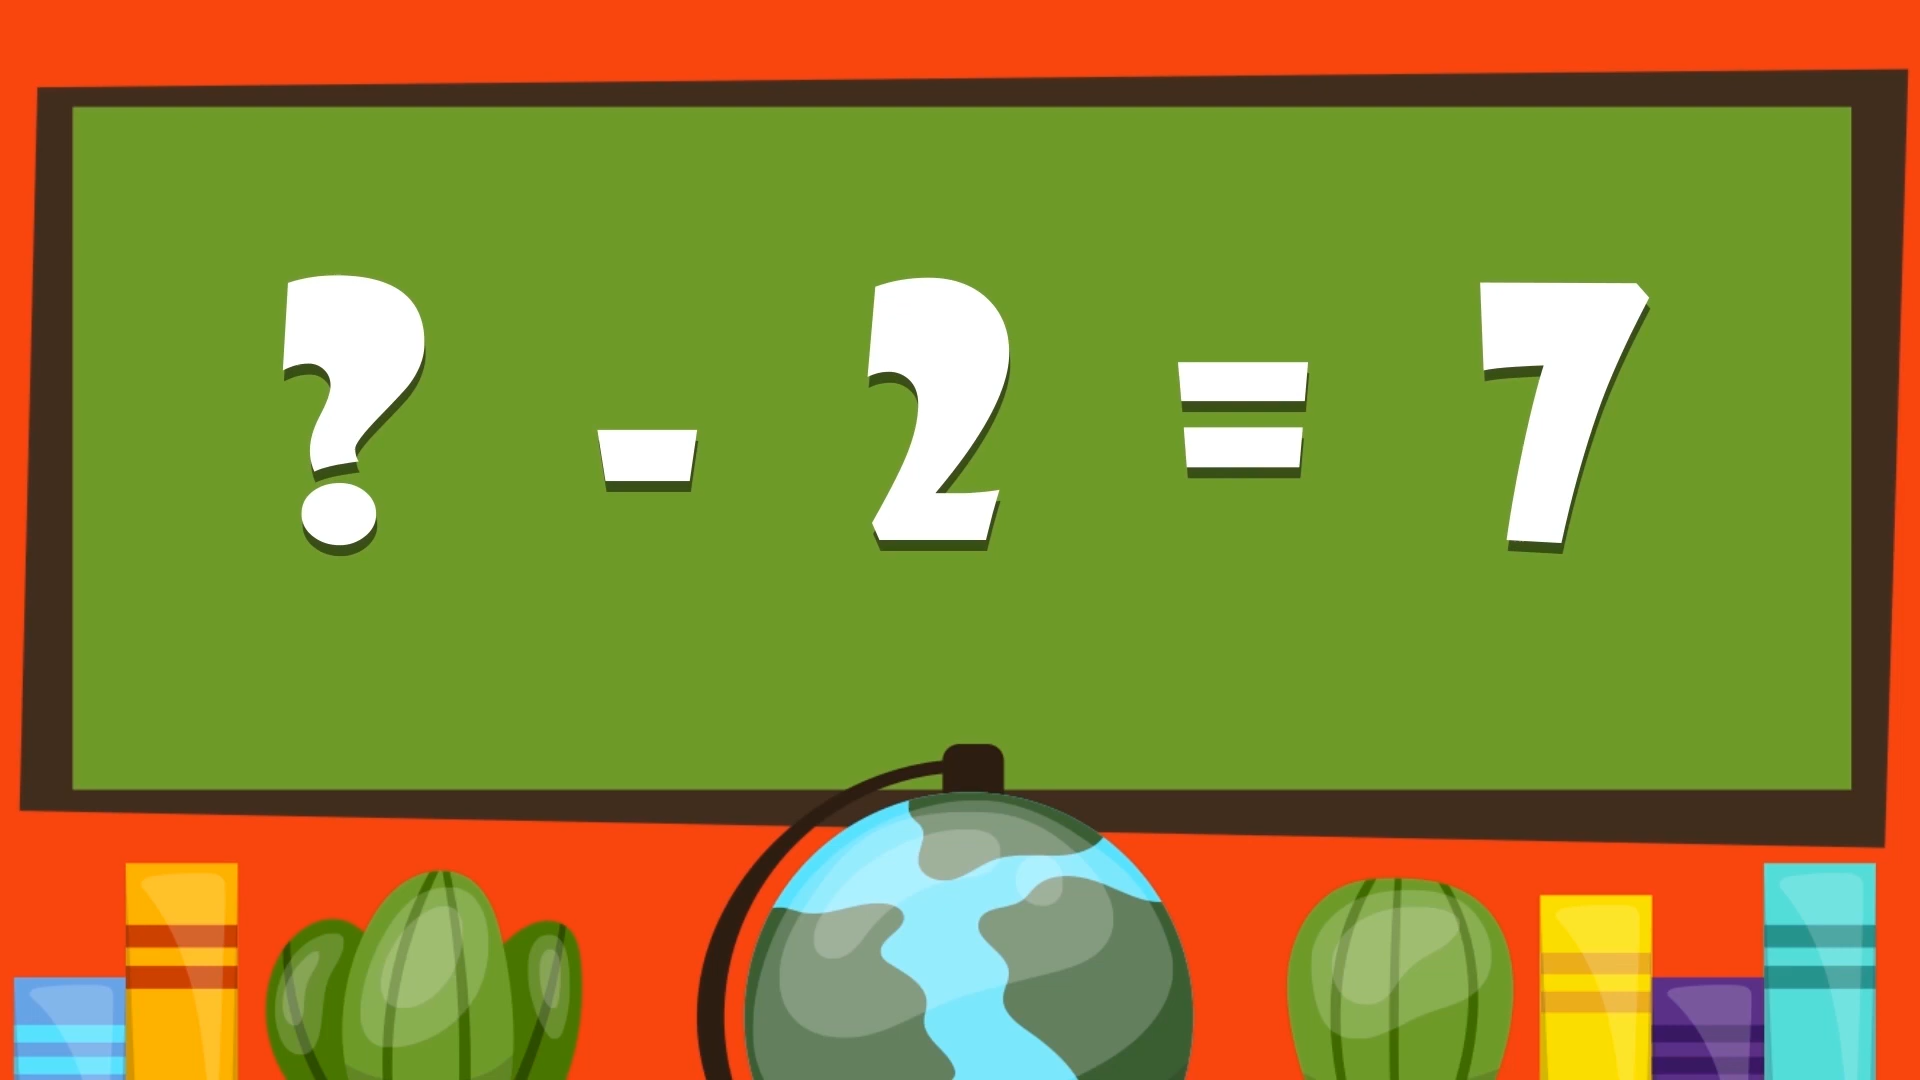 ? - 2 = 7